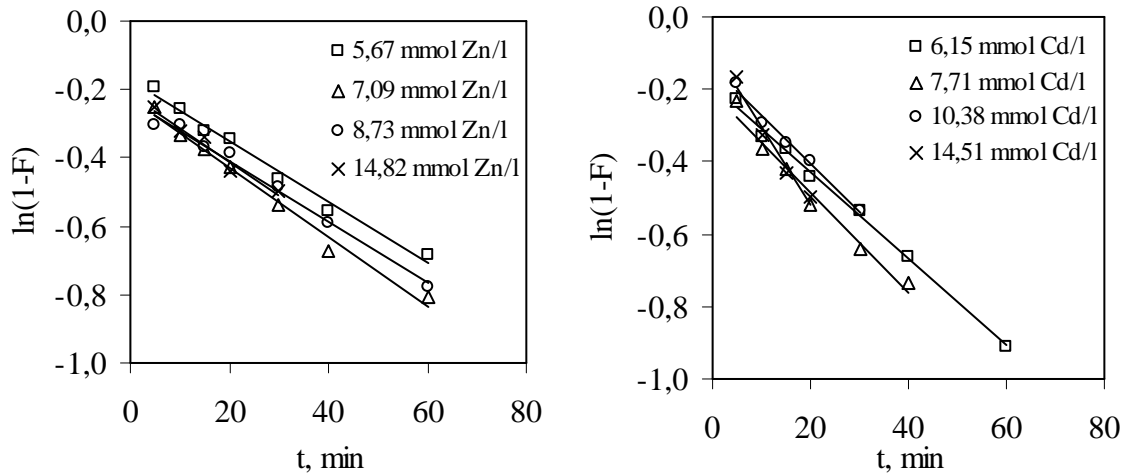 0,0
-0,2
-0,4
-0,6
-0,8
-1,0
ln(1-F)
5,67 mmol Zn/l
7,09 mmol Zn/l
8,73 mmol Zn/l
14,82 mmol Zn/l
0 20 40 60 80
t, min
0,0
-0,2
-0,4
-0,6
-0,8
-1,0
ln(1-F)
6,15 mmol Cd/l
7,71 mmol Cd/l
10,38 mmol Cd/l
14,51 mmol Cd/l
0 20 40 60 80
t, min